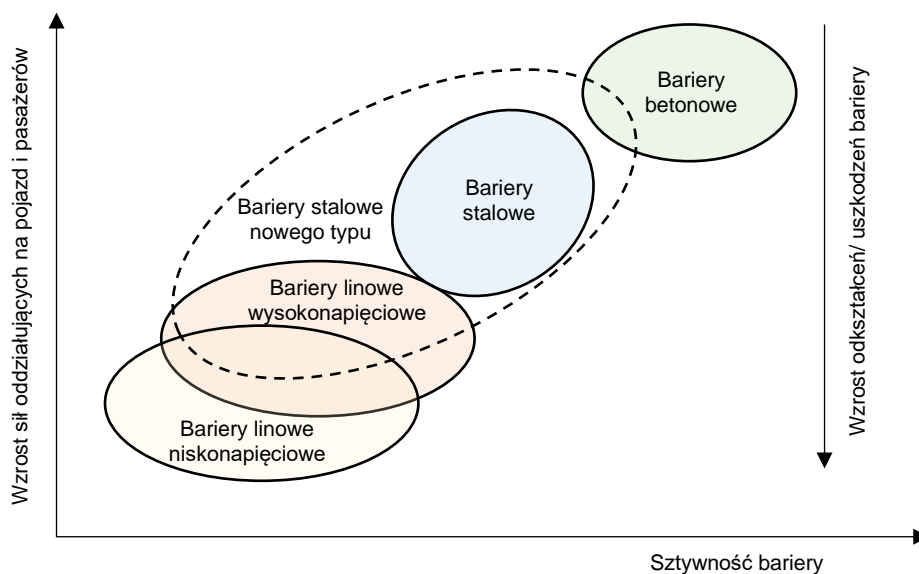 Wzrost sił oddziałujących na pojazd i pasażerów
Bariery
betonowe
Bariery
stalowe
Bariery stalowe
nowego typu
Bariery linowe
wysokonapięciowe
Bariery linowe
niskonapięciowe
Wzrost odkształceń/ uszkodzeń bariery
Sztywność bariery